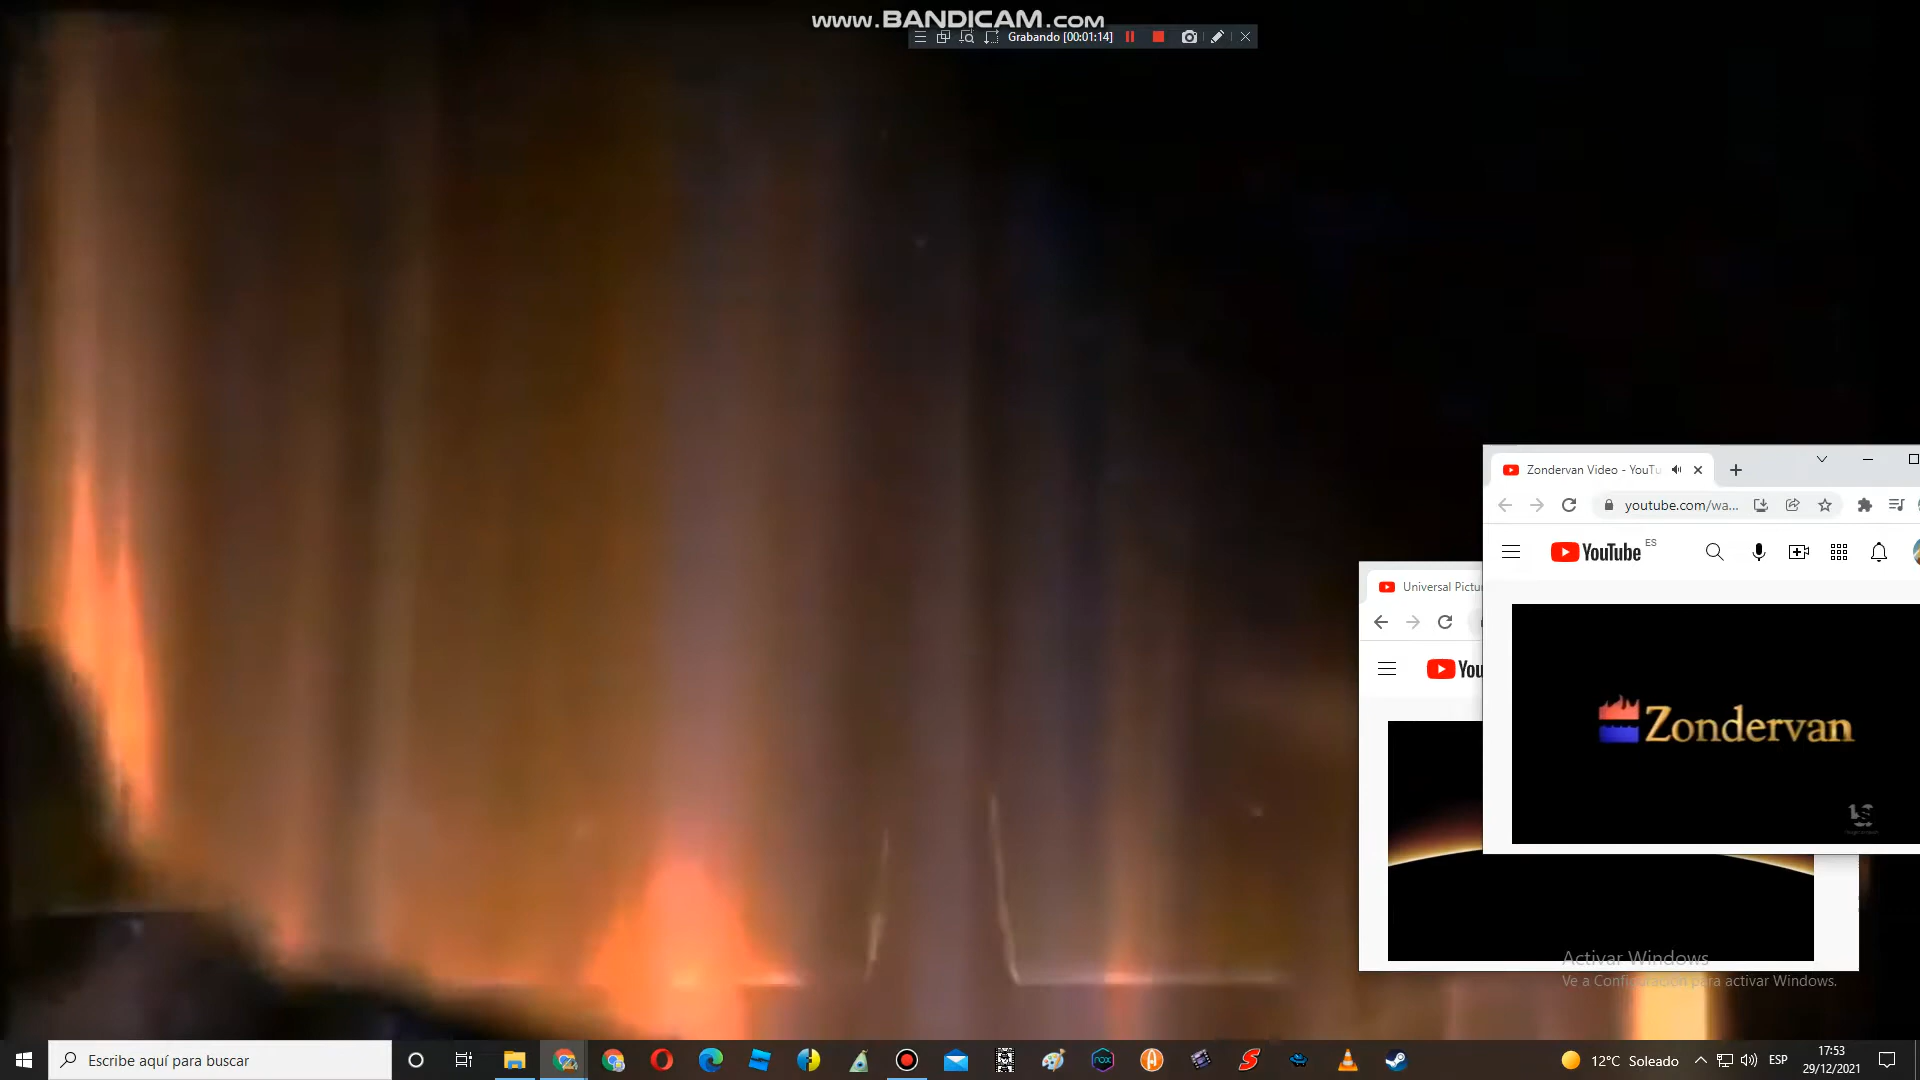 www.BANDICAM.com
Grabando [00:01:14]
Zondervan Video - YouTu
youtube.com/wa...
YouTube ES
Universal Pictu
You
Zondervan
Activar Windows
Ve a Configuración para activar Windows.
Escribe aquí para buscar
nox
12°C Soleado
ESP
17:53
29/12/2021